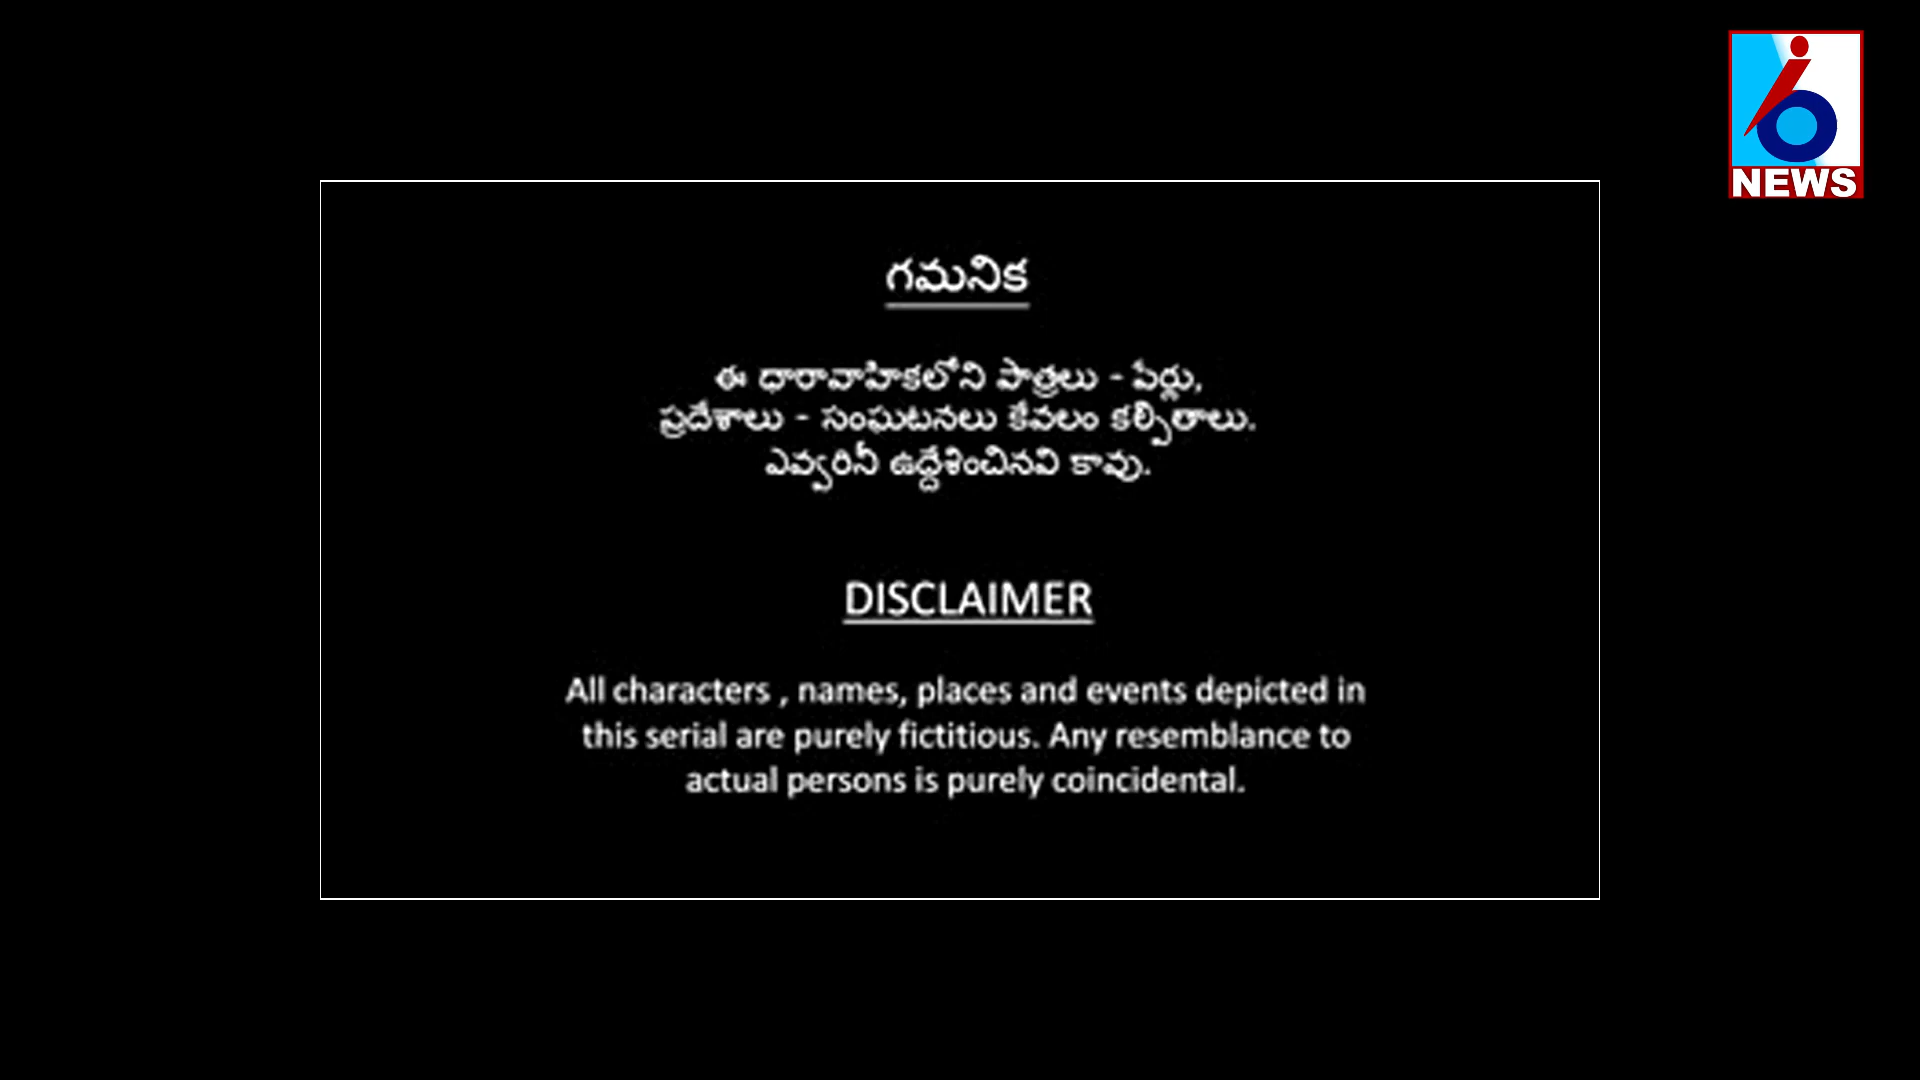 NEWS
గమనిక
ఈ ధారావాహికలోని పాత్రలు - పేర్లు,
ప్రదేశాలు - సంఘటనలు కేవలం కల్పితాలు.
ఎవ్వరినీ ఉద్దేశించినవి కావు.
DISCLAIMER
All characters , names, places and events depicted in
this serial are purely fictitious. Any resemblance to
actual persons is purely coincidental.